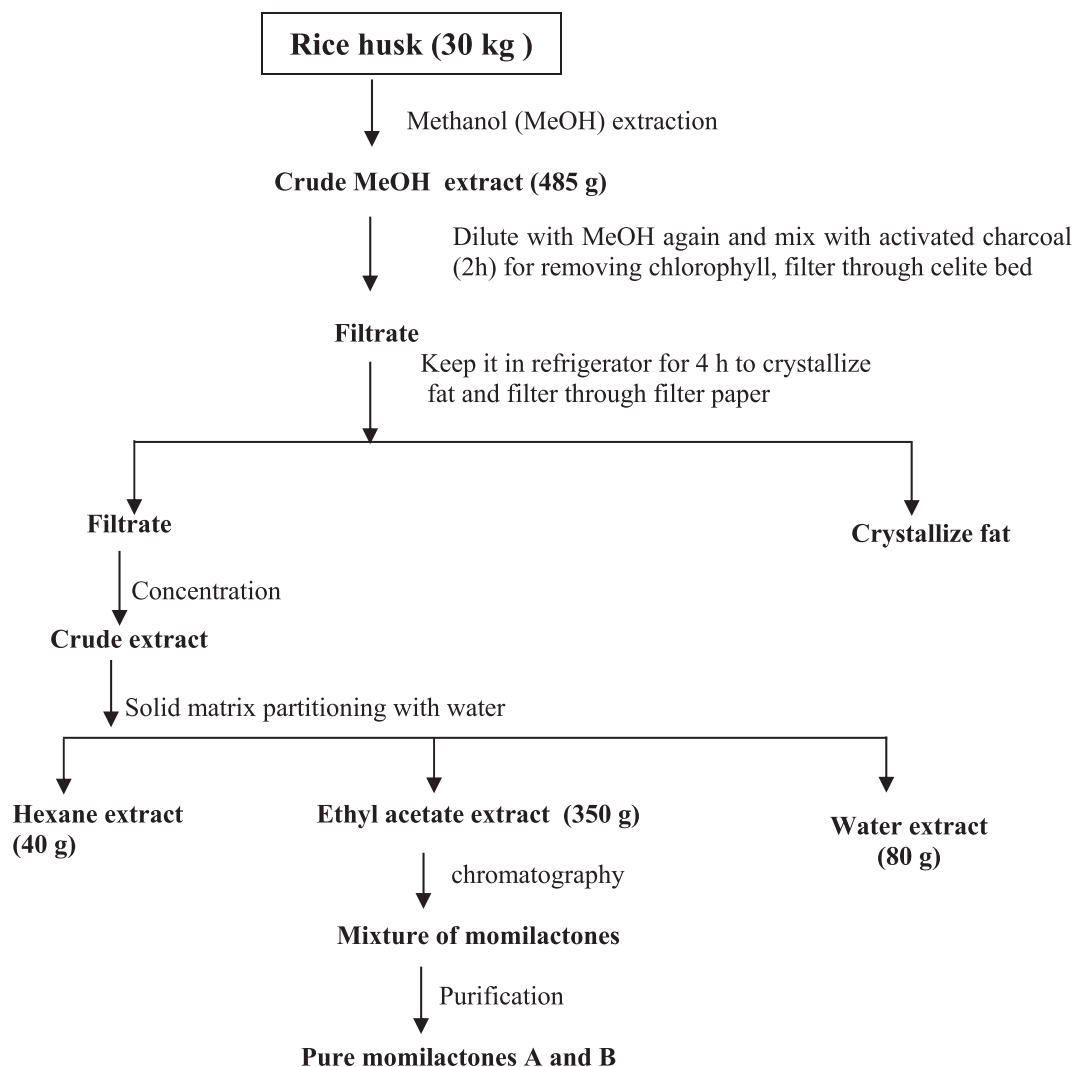 Rice husk (30 kg )
Methanol (MeOH) extraction
Crude MeOH extract (485 g)
Dilute with MeOH again and mix with activated charcoal
(2h) for removing chlorophyll, filter through celite bed
Filtrate
Keep it in refrigerator for 4 h to crystallize
fat and filter through filter paper
Filtrate
Crystallize fat
Concentration
Crude extract
Solid matrix partitioning with water
Hexane extract
(40 g)
Ethyl acetate extract (350 g)
Water extract
(80 g)
chromatography
Mixture of momilactones
Purification
Pure momilactones A and B